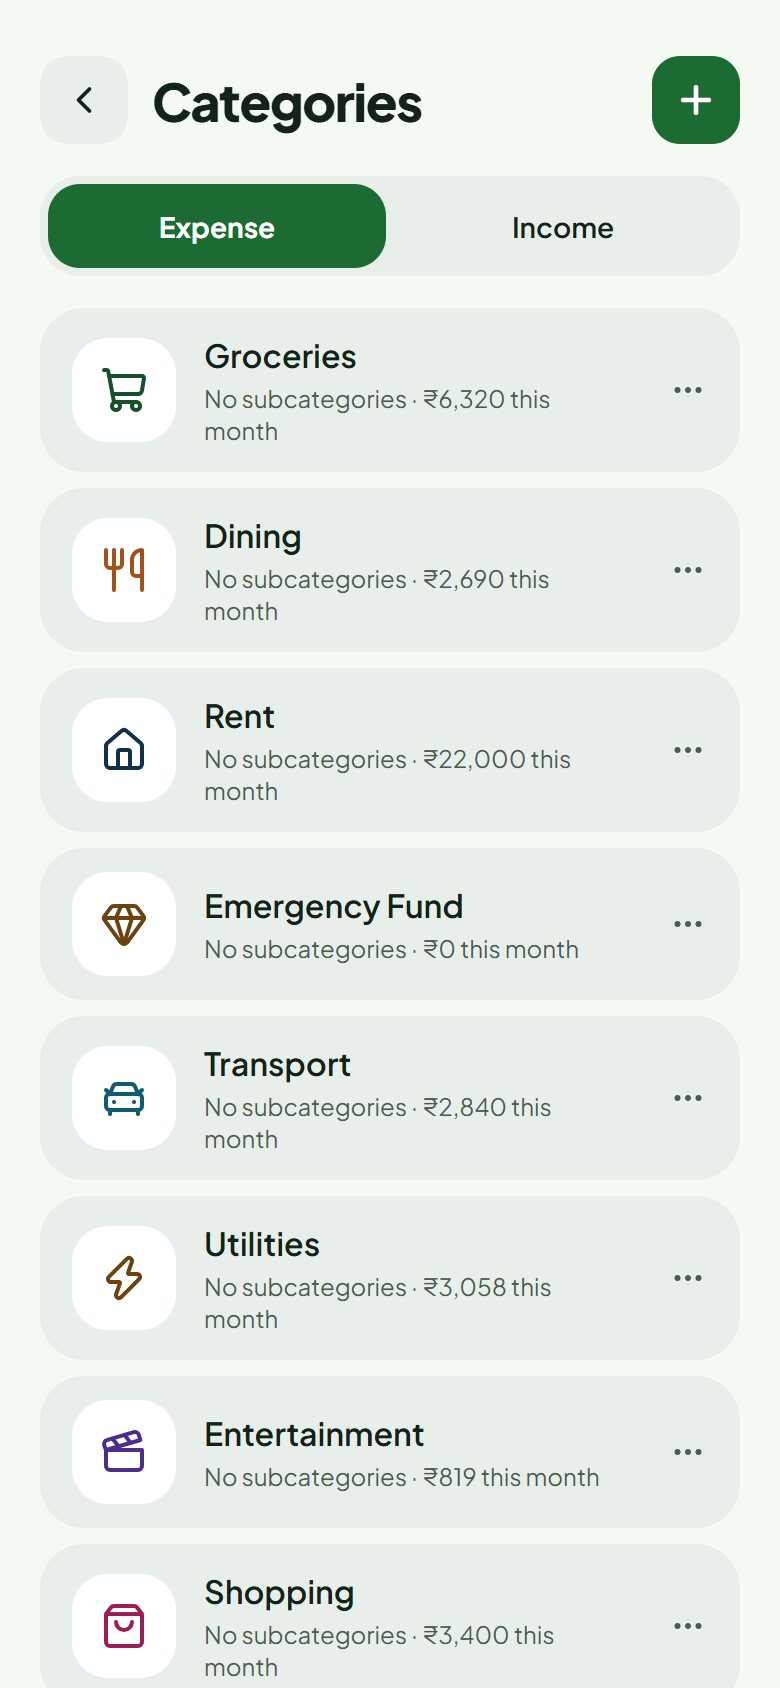 Categories
Expense
Income
Groceries
No subcategories · ₹6,320 this
month
Dining
No subcategories · ₹2,690 this
month
Rent
No subcategories · ₹22,000 this
month
Emergency Fund
No subcategories · ₹0 this month
Transport
No subcategories · ₹2,840 this
month
Utilities
No subcategories · ₹3,058 this
month
Entertainment
No subcategories · ₹819 this month
Shopping
No subcategories · ₹3,400 this
month